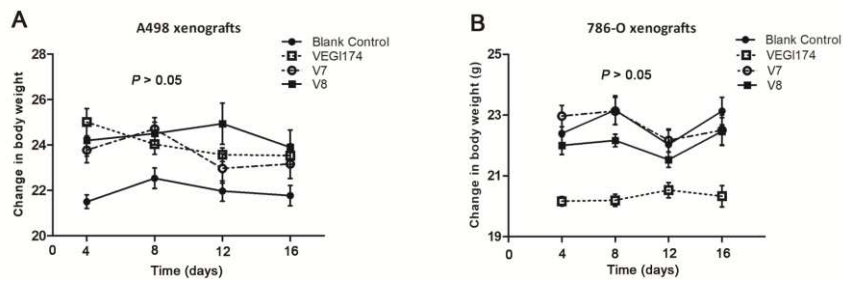 A
A498 xenografts
Change in body weight
28
26
24
22
20
0
4
8
12
16
Time (days)
P > 0.05
Blank Control
VEGI174
V7
V8
B
786-O xenografts
Change in body weight (g)
25
23
21
19
0
4
8
12
16
Time (days)
P > 0.05
Blank Control
VEGI174
V7
V8